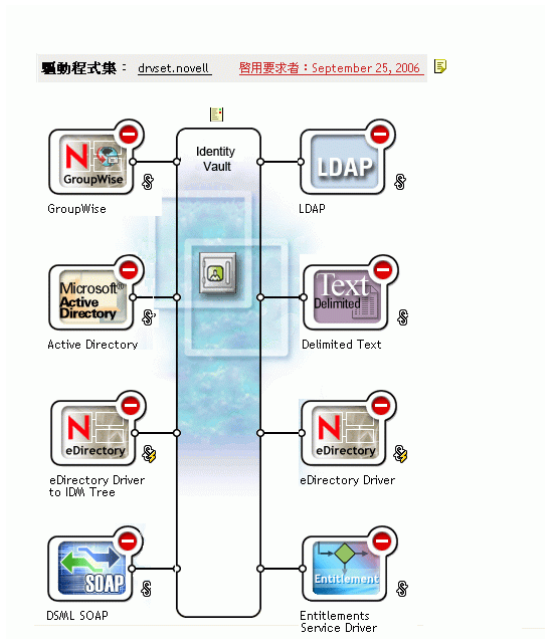 驅動程式集： drvset.novell 啓用要求者：September 25, 2006
Identity
Vault
N
GroupWise
GroupWise
LDAP
LDAP
Microsoft®
Active
Directory
Active Directory
Text
Delimited
Delimited Text
N
eDirectory
eDirectory Driver
to IDM Tree
N
eDirectory
eDirectory Driver
SOAP
DSML SOAP
Entitlement
Entitlements
Service Driver